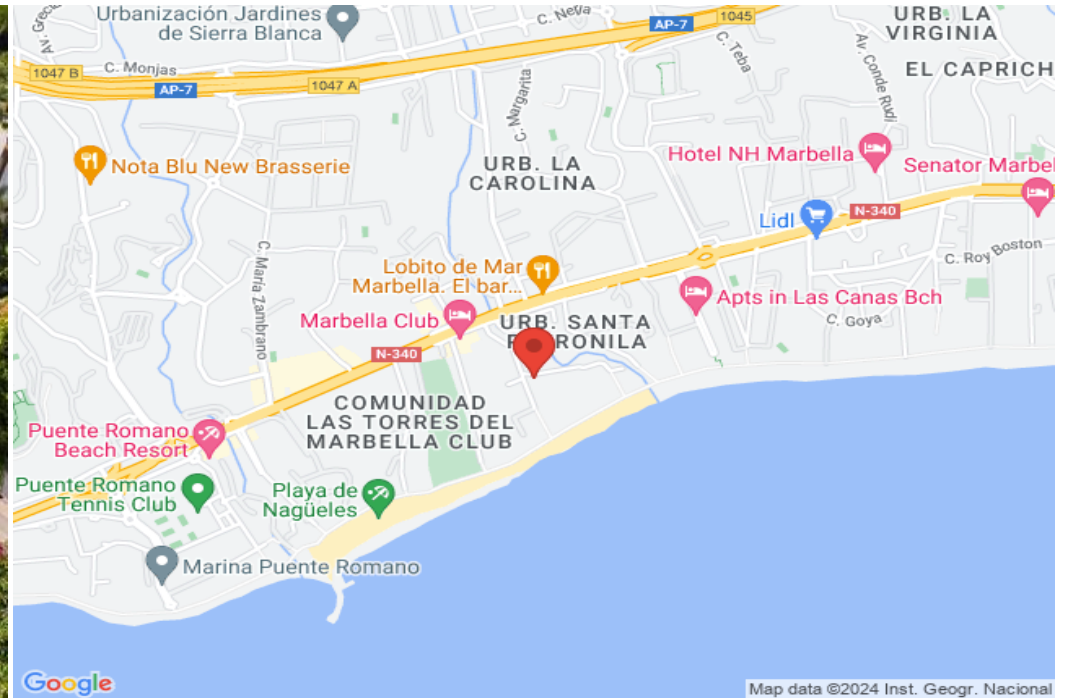 Urbanización Jardines
de Sierra Blanca
C. Neva
AP-7
1045
URB. LA
VIRGINIA
1047 B
C. Monjas
AP-7
1047 A
C. Teba
Av. Conde Rudi
EL CAPRICH
C. Margarita
Nota Blu New Brasserie
URB. LA
CAROLINA
Hotel NH Marbella
Senator Marbel
Lidl
N-340
C. María Zambrano
Lobito de Mar
Marbella. El bar...
C. Roy Boston
Apts in Las Canas Bch
Marbella Club
URB. SANTA
C. Goya
N-340
COMUNIDAD
LAS TORRES DEL
MARBELLA CLUB
Puente Romano
Beach Resort
Puente Romano
Tennis Club
Playa de
Nagüeles
Marina Puente Romano
Google
Map data ©2024 Inst. Geogr. Nacional